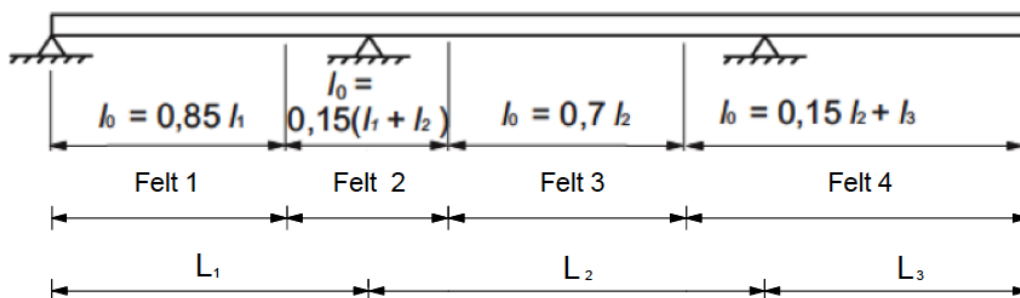 l₀ =
l₀ = 0,85 l₁ 0,15(l₁ + l₂) l₀ = 0,7 l₂ l₀ = 0,15 l₂ + l₃
Felt 1 Felt 2 Felt 3 Felt 4
L₁ L₂ L₃